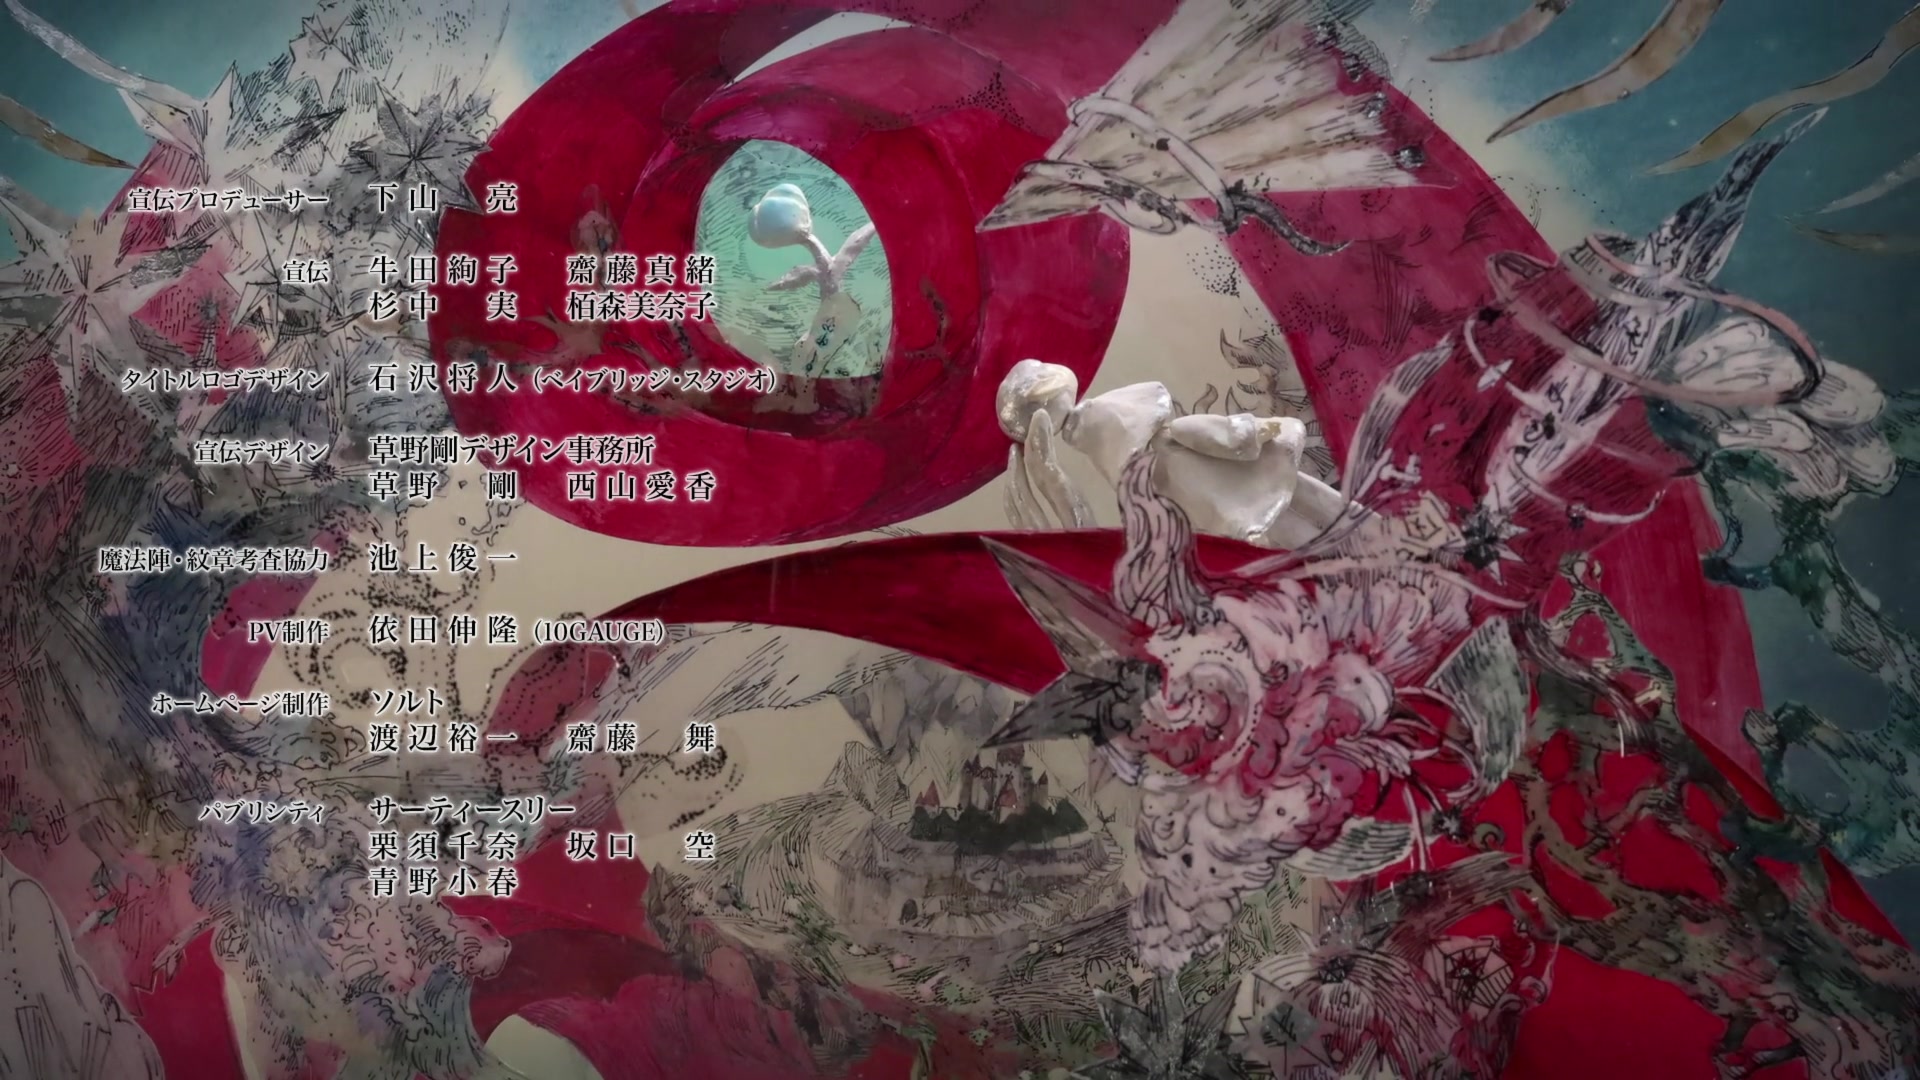 宣伝プロデューサー 下山 亮
宣伝 牛田絢子 齋藤真緒
杉中 実 栢森美奈子
タイトルロゴデザイン 石沢将人(ベイブリッジ・スタジオ)
宣伝デザイン 草野剛デザイン事務所
草野 剛 西山愛香
魔法陣・紋章考査協力 池上俊一
PV制作 依田伸隆(10GAUGE)
ホームページ制作 ソルト
渡辺裕一 齋藤 舞
パブリシティ サーティースリー
栗須千奈 坂口 空
青野小春